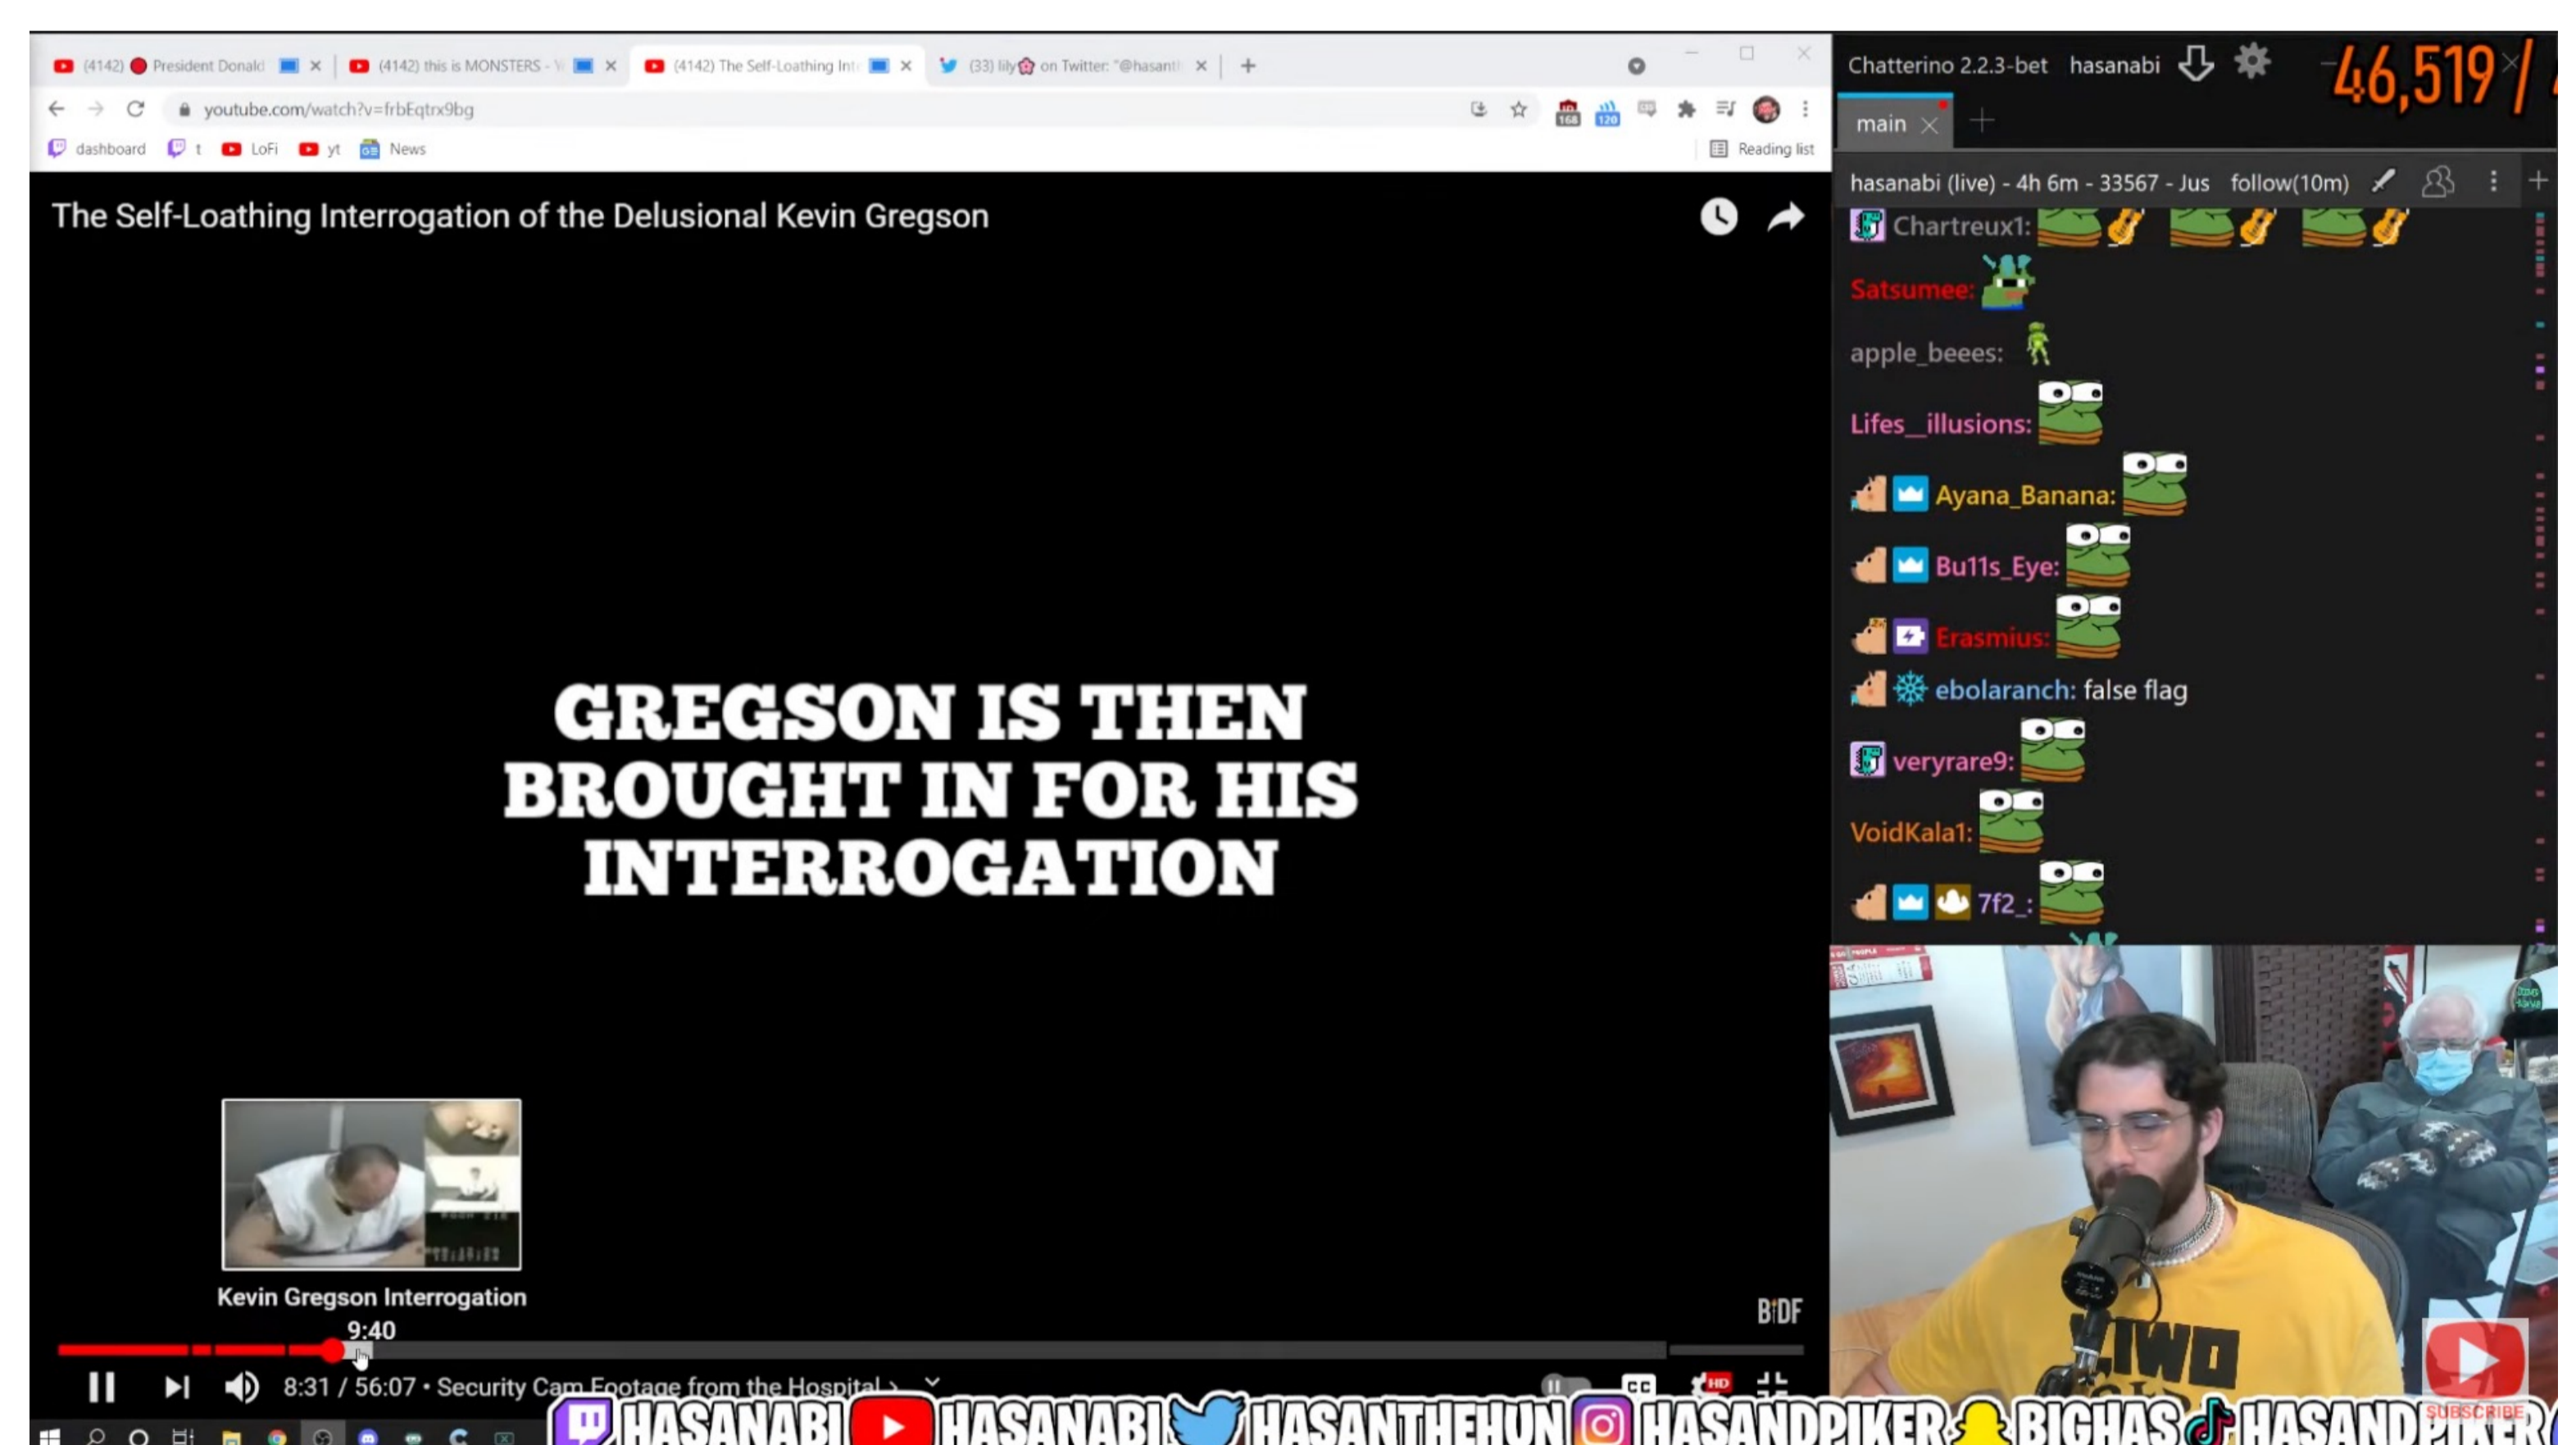 (4142) President Donald
(4142) this is MONSTERS -
(4142) The Self-Loathing Int
(33) lily on Twitter: "@hasant
youtube.com/watch?v=frbEqtrx9bg
168
120
dashboard
t
LoFi
yt
News
Reading list
The Self-Loathing Interrogation of the Delusional Kevin Gregson
GREGSON IS THEN
BROUGHT IN FOR HIS
INTERROGATION
Kevin Gregson Interrogation
9:40
BIDF
8:31 / 56:07 • Security Cam Footage from the Hospital
CC
HD
Chatterino 2.2.3-bet hasanabi
46,519 /
main
hasanabi (live) - 4h 6m - 33567 - Jus follow(10m)
Chartreux1:
Satsumee:
apple_beees:
Lifes__illusions:
Ayana_Banana:
Bu11s_Eye:
Erasmius:
ebolaranch: false flag
veryrare9:
VoidKala1:
7f2_:
SUBSCRIBE
HASANABI HASANABI HASANTHEHUN HASANDPIKER BIGHAS HASANDPIKER